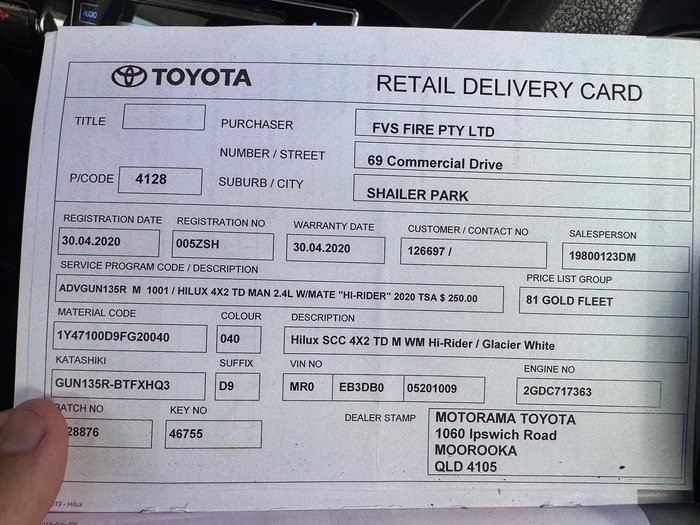 AUDIO
TOYOTA
RETAIL DELIVERY CARD
TITLE
PURCHASER
FVS FIRE PTY LTD
NUMBER / STREET
69 Commercial Drive
P/CODE
4128
SUBURB / CITY
SHAILER PARK
REGISTRATION DATE
REGISTRATION NO
WARRANTY DATE
CUSTOMER / CONTACT NO
SALESPERSON
30.04.2020
005ZSH
30.04.2020
126697 /
19800123DM
SERVICE PROGRAM CODE / DESCRIPTION
PRICE LIST GROUP
ADVGUN135R M 1001 / HILUX 4X2 TD MAN 2.4L W/MATE "HI-RIDER" 2020 TSA $ 250.00
81 GOLD FLEET
MATERIAL CODE
COLOUR
DESCRIPTION
1Y47100D9FG20040
040
Hilux SCC 4X2 TD M WM Hi-Rider / Glacier White
KATASHIKI
SUFFIX
VIN NO
ENGINE NO
GUN135R-BTFXHQ3
D9
MR0
EB3DB0
05201009
2GDC717363
BATCH NO
KEY NO
DEALER STAMP
28876
46755
MOTORAMA TOYOTA
1060 Ipswich Road
MOOROOKA
QLD 4105
019 – Hilux